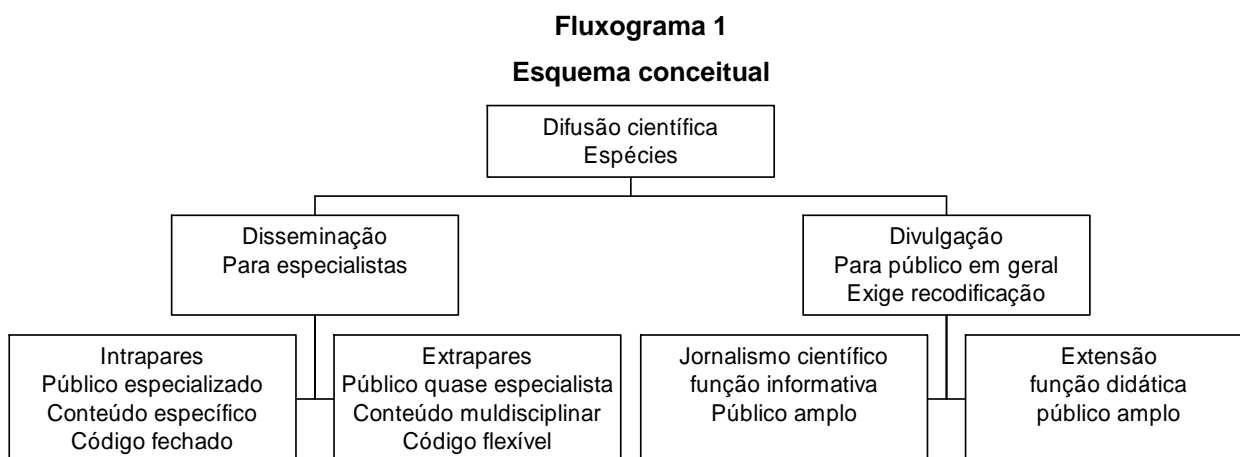 Fluxograma 1
Esquema conceitual
Difusão científica
Espécies
Disseminação
Para especialistas
Divulgação
Para público em geral
Exige recodificação
Intrapares
Público especializado
Conteúdo específico
Código fechado
Extrapares
Público quase especialista
Conteúdo muldisciplinar
Código flexível
Jornalismo científico
função informativa
Público amplo
Extensão
função didática
público amplo